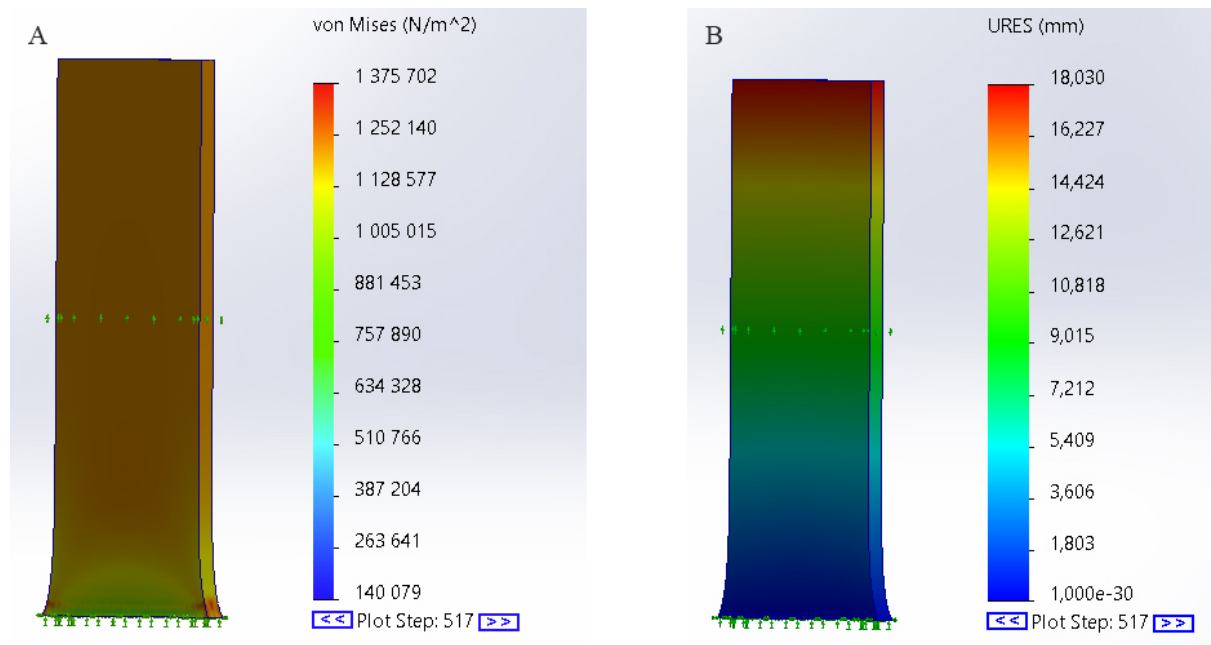 A
von Mises (N/m^2)
1 375 702
1 252 140
1 128 577
1 005 015
881 453
757 890
634 328
510 766
387 204
263 641
140 079
<< Plot Step: 517 >>
B
URES (mm)
18,030
16,227
14,424
12,621
10,818
9,015
7,212
5,409
3,606
1,803
1,000e-30
<< Plot Step: 517 >>